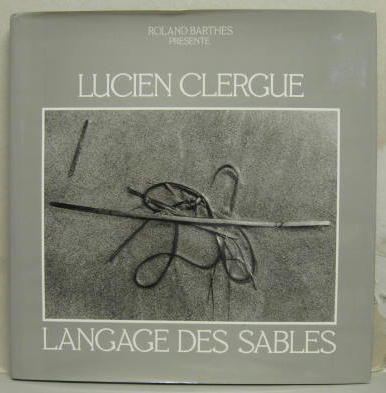 ROLAND BARTHES
PRÉSENTE
LUCIEN CLERGUE
LANGAGE DES SABLES